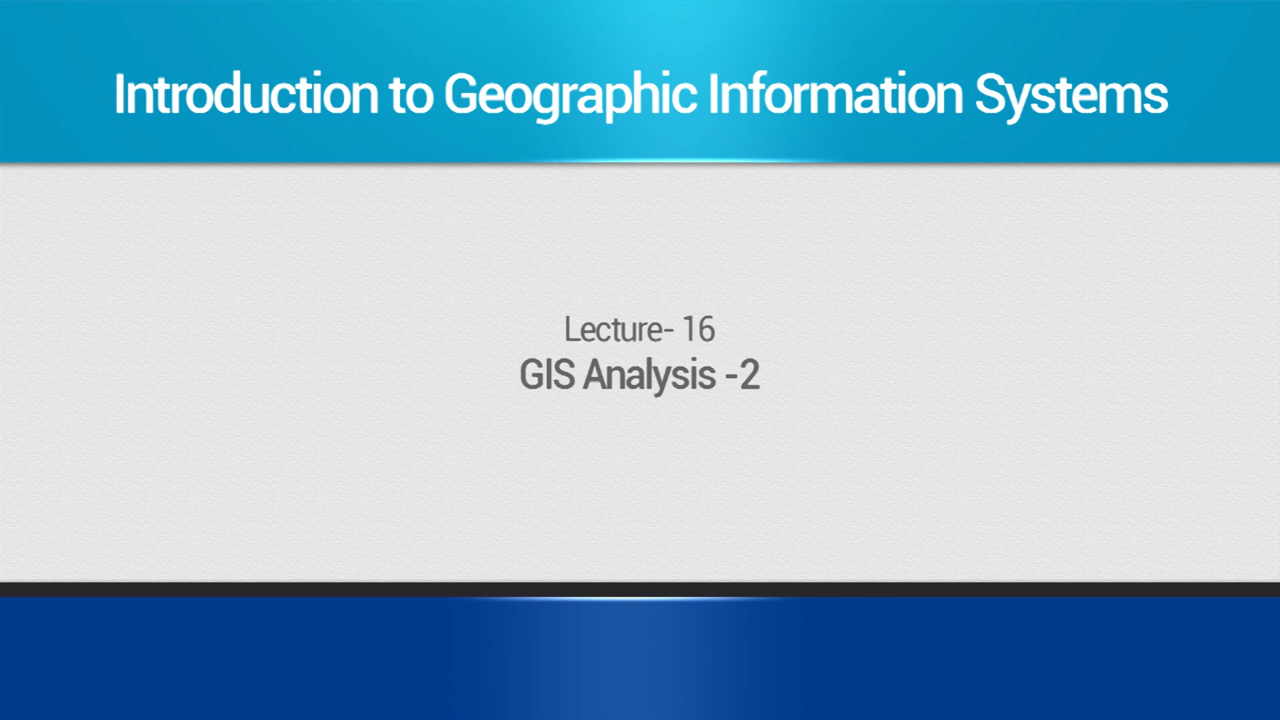 Introduction to Geographic Information Systems
Lecture- 16
GIS Analysis -2